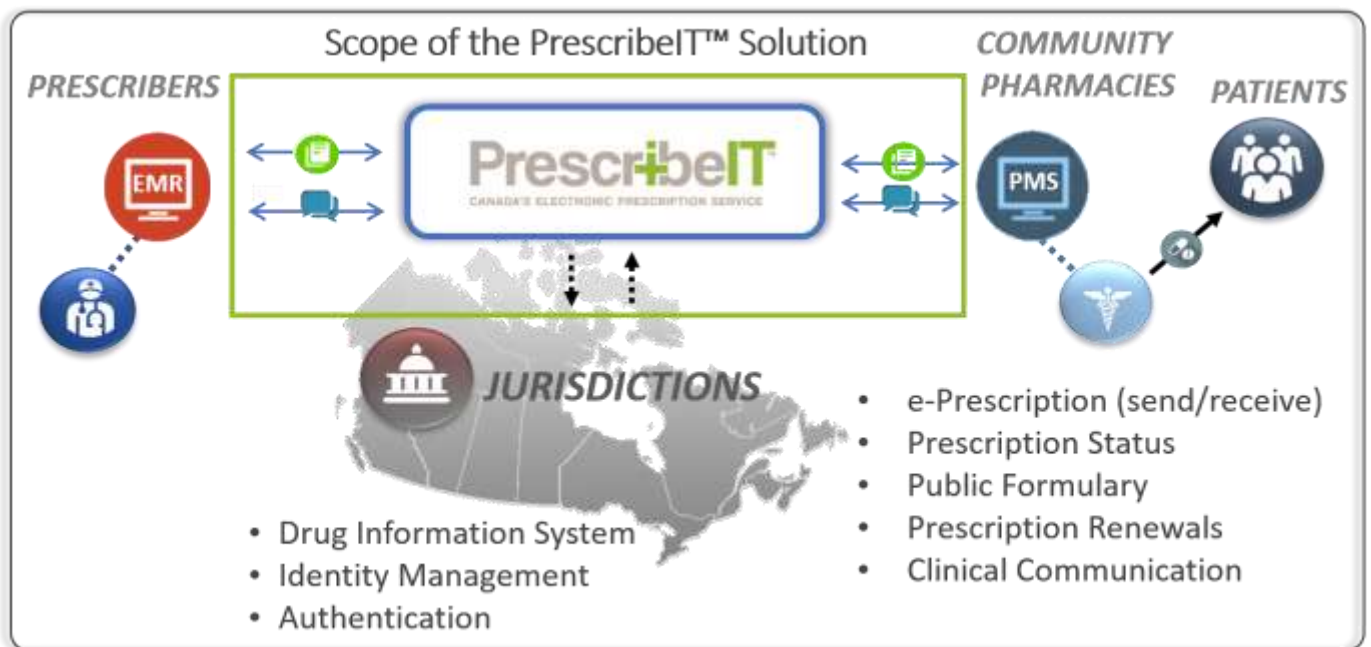 Scope of the PrescribeIT™ Solution
PRESCRIBERS
COMMUNITY
PHARMACIES
PATIENTS
EMR
PrescribeIT™
CANADA'S ELECTRONIC PRESCRIPTION SERVICE
PMS
JURISDICTIONS
• Drug Information System
• Identity Management
• Authentication
• e-Prescription (send/receive)
• Prescription Status
• Public Formulary
• Prescription Renewals
• Clinical Communication